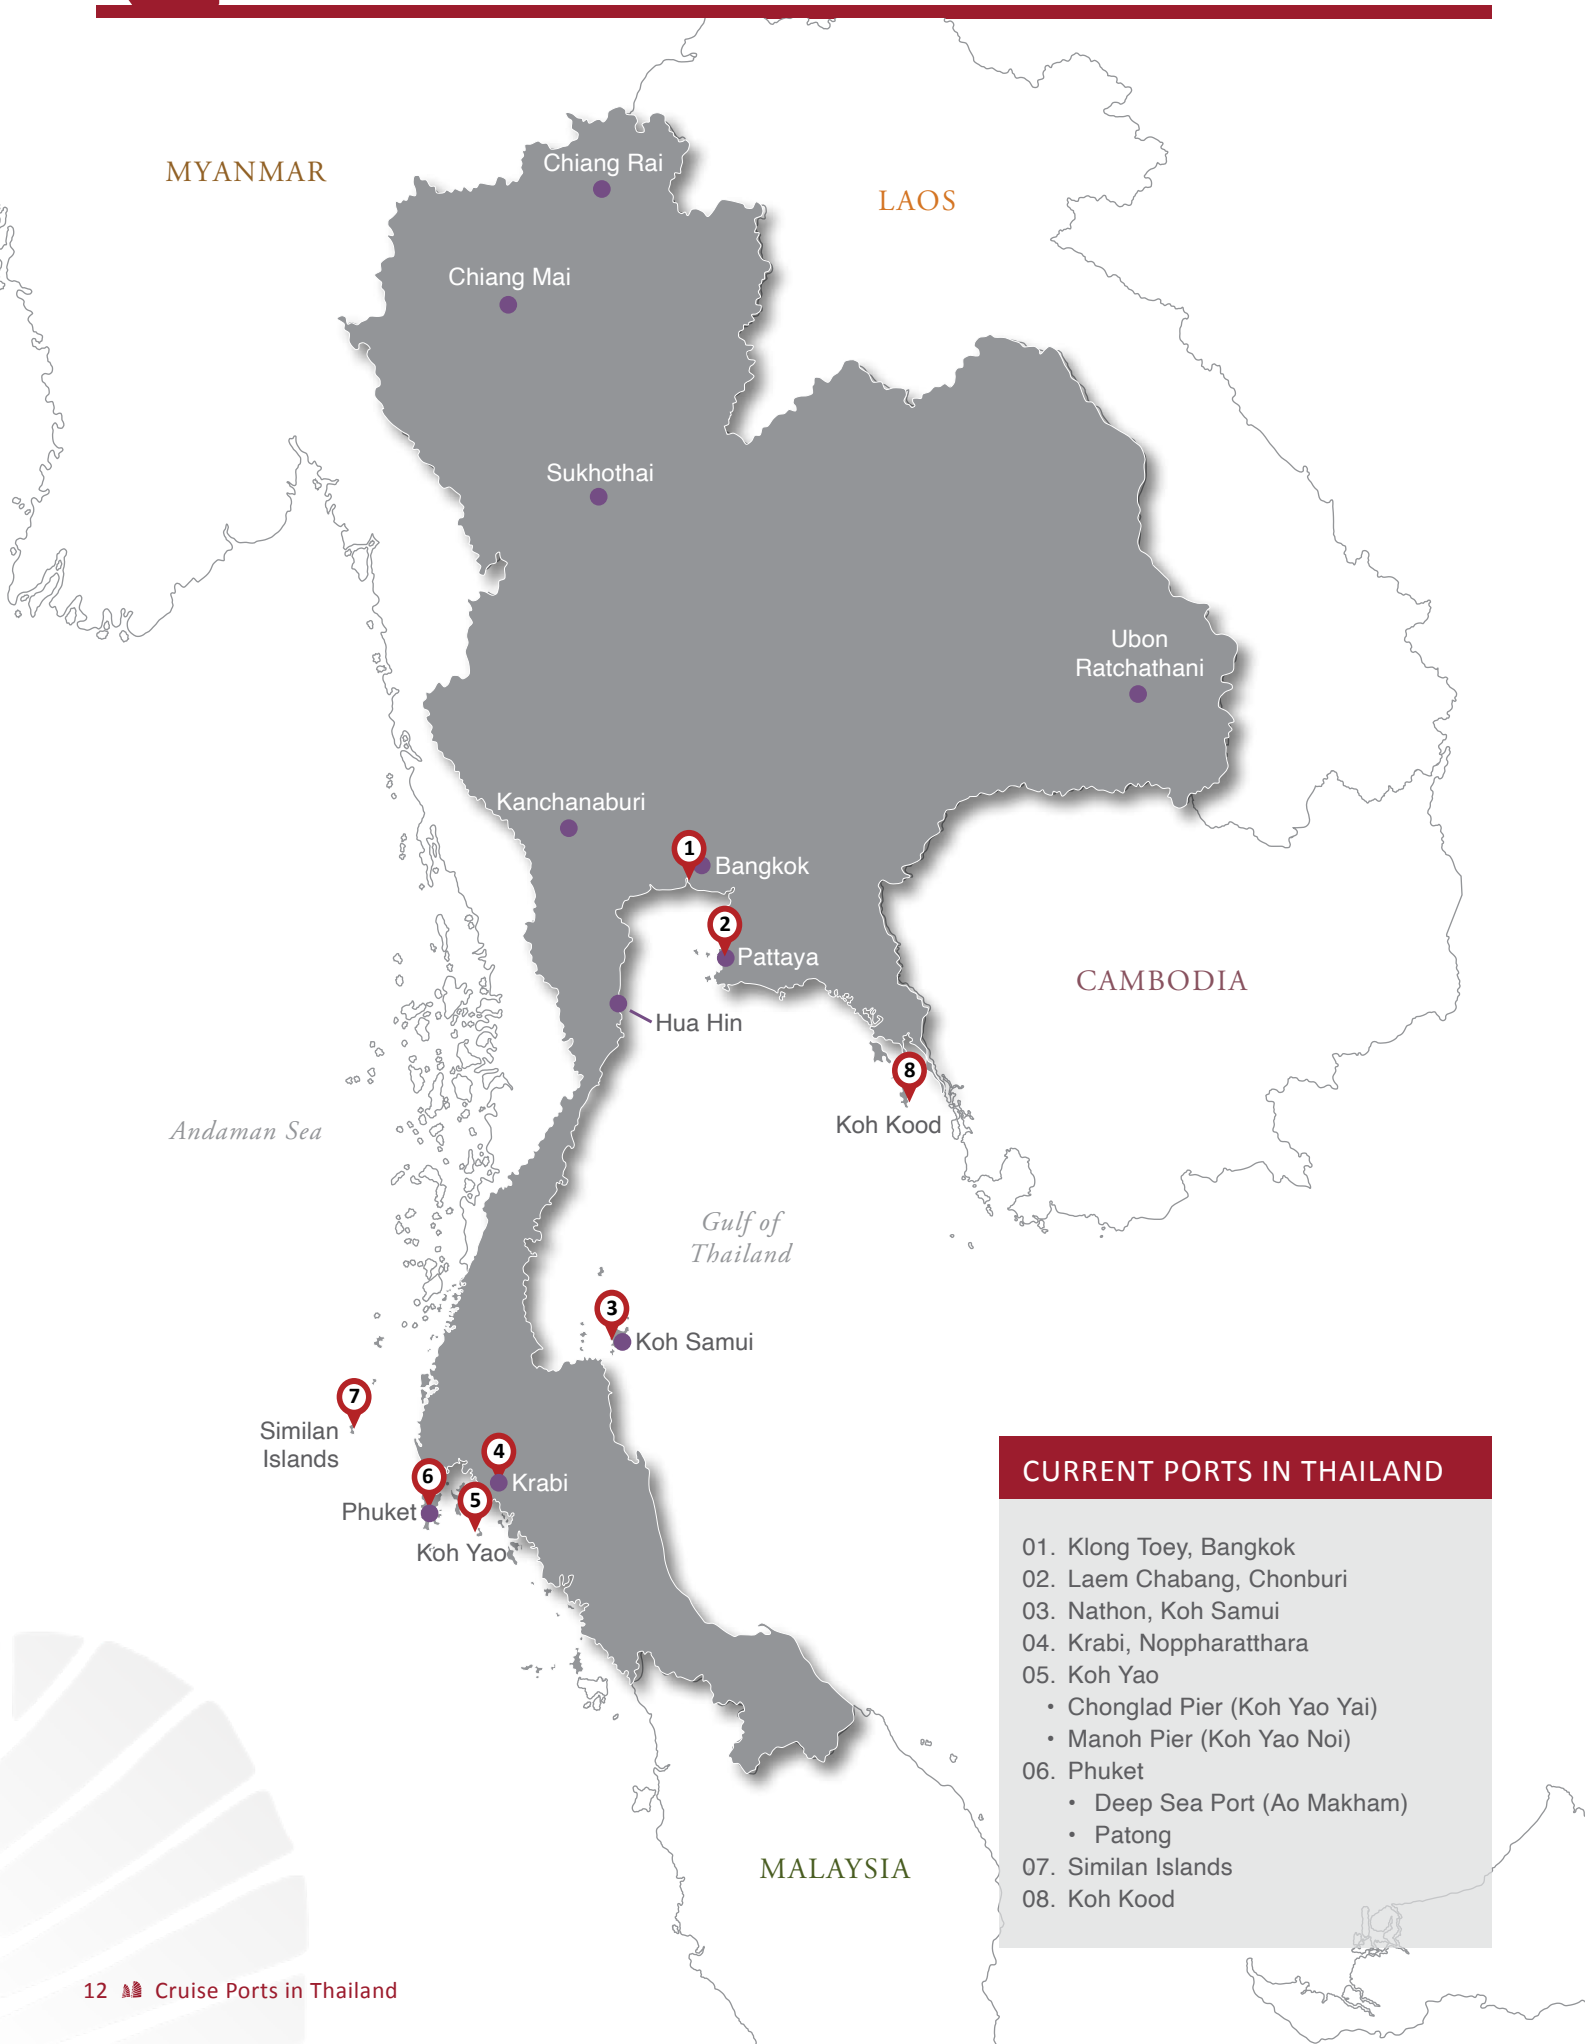 MYANMAR
Chiang Rai
LAOS
Chiang Mai
Sukhothai
Ubon
Ratchathani
Kanchanaburi
1
Bangkok
2
Pattaya
CAMBODIA
Hua Hin
8
Koh Kood
Andaman Sea
Gulf of
Thailand
3
Koh Samui
7
Similan
Islands
4
Krabi
6
5
Phuket
Koh Yao
CURRENT PORTS IN THAILAND
01. Klong Toey, Bangkok
02. Laem Chabang, Chonburi
03. Nathon, Koh Samui
04. Krabi, Noppharatthara
05. Koh Yao
• Chonglad Pier (Koh Yao Yai)
• Manoh Pier (Koh Yao Noi)
06. Phuket
• Deep Sea Port (Ao Makham)
• Patong
07. Similan Islands
08. Koh Kood
MALAYSIA
12 Cruise Ports in Thailand